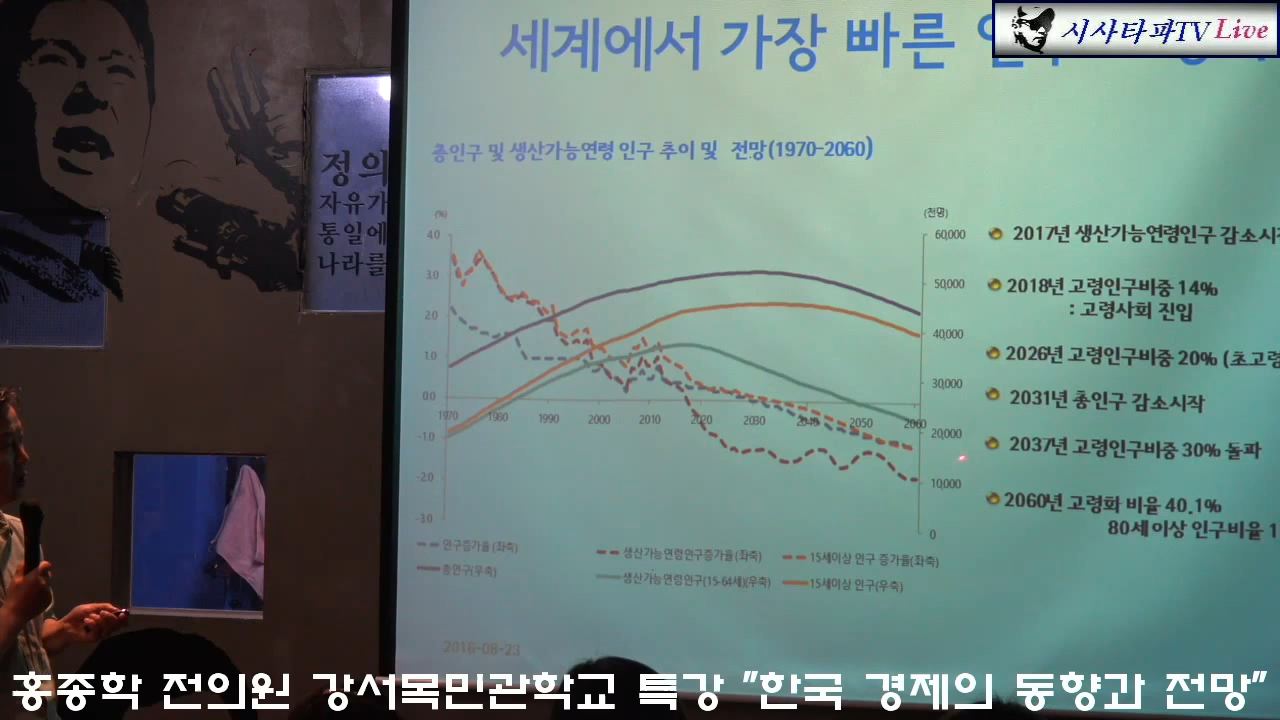 세계에서 가장 빠른
시사타파TV Live
정의
자유가
통일에
나라를
총인구 및 생산가능연령 인구 추이 및 전망(1970-2060)
(%)
(천명)
4.0
3.0
2.0
1.0
0.0
-1.0
-2.0
-3.0
60,000
50,000
40,000
30,000
20,000
10,000
0
1970 1980 1990 2000 2010 2020 2030 2040 2050 2060
인구증가율(좌축) 생산가능연령인구증가율(좌축) 15세이상 인구 증가율(좌축)
총인구(우축) 생산가능연령인구(15-64세)(우축) 15세이상 인구(우축)
2017년 생산가능연령인구 감소시
2018년 고령인구비중 14%
: 고령사회 진입
2026년 고령인구비중 20% (초고령
2031년 총인구 감소시작
2037년 고령인구비중 30% 돌파
2060년 고령화 비율 40.1%
80세이상 인구비율 1
2016-08-23
홍종학 전의원 강서목민관학교 특강 "한국 경제의 동향과 전망"